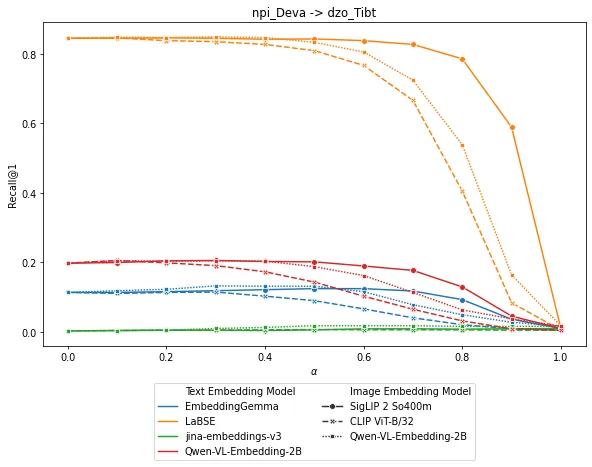 npi_Deva -> dzo_Tibt
0.8
0.6
0.4
0.2
0.0
Recall@1
0.0 0.2 0.4 0.6 0.8 1.0
α
Text Embedding Model Image Embedding Model
EmbeddingGemma SigLIP 2 So400m
LaBSE CLIP ViT-B/32
jina-embeddings-v3 Qwen-VL-Embedding-2B
Qwen-VL-Embedding-2B